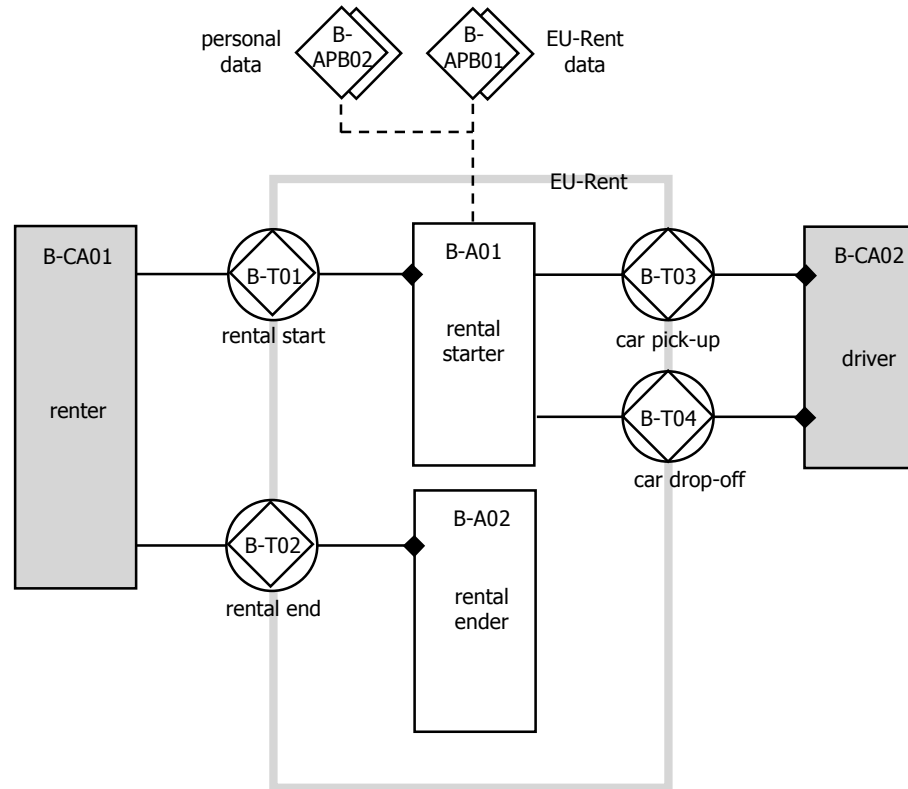 personal
data
B-
APB02
B-
APB01
EU-Rent
data
EU-Rent
B-CA01
renter
B-T01
rental start
B-A01
rental
starter
B-T03
car pick-up
B-T04
car drop-off
B-CA02
driver
B-T02
rental end
B-A02
rental
ender